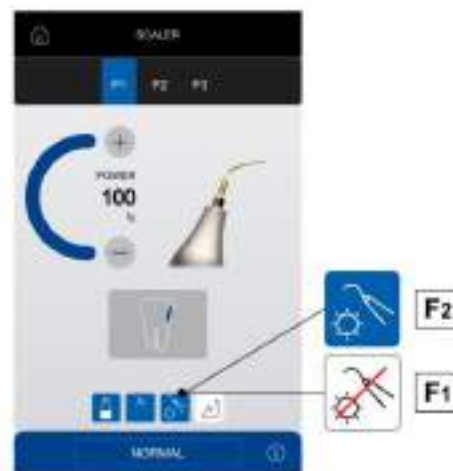 SCALER
P1 P2 P3
POWER
100
%
F2
F1
NORMAL